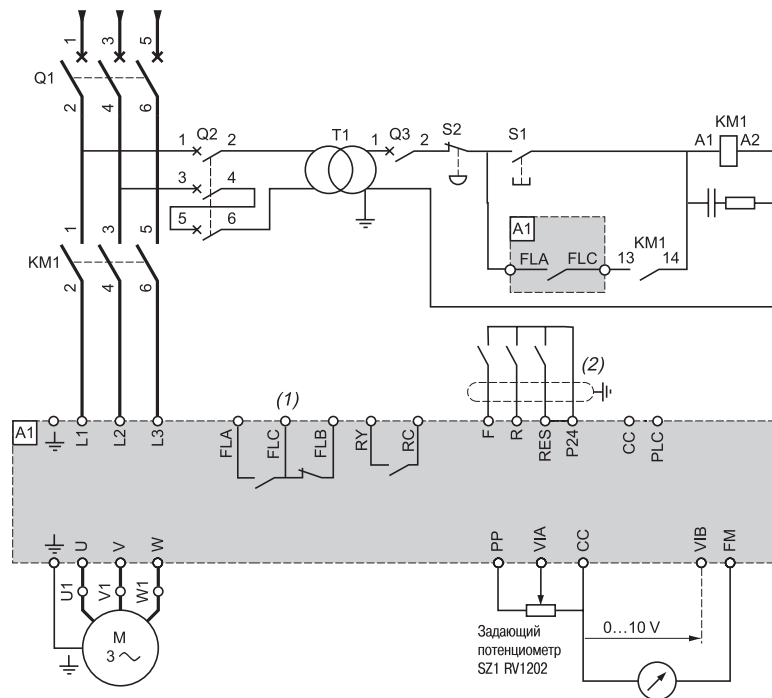 1 3 5
Q1
2 4 6
1 Q2 2
3 4
5 6
T1
1 Q3 2
S2
S1
KM1
A1 A2
A1
FLA FLC
KM1
13 14
1 3 5
KM1
2 4 6
(1)
(2)
A1
L1 L2 L3
FLA FLC FLB RY RC
F R RES P24 CC PLC
U V W
U1 V1 W1
M
3
PP VIA CC VIB FM
0...10 V
Задающий
потенциометр
SZ1 RV1202